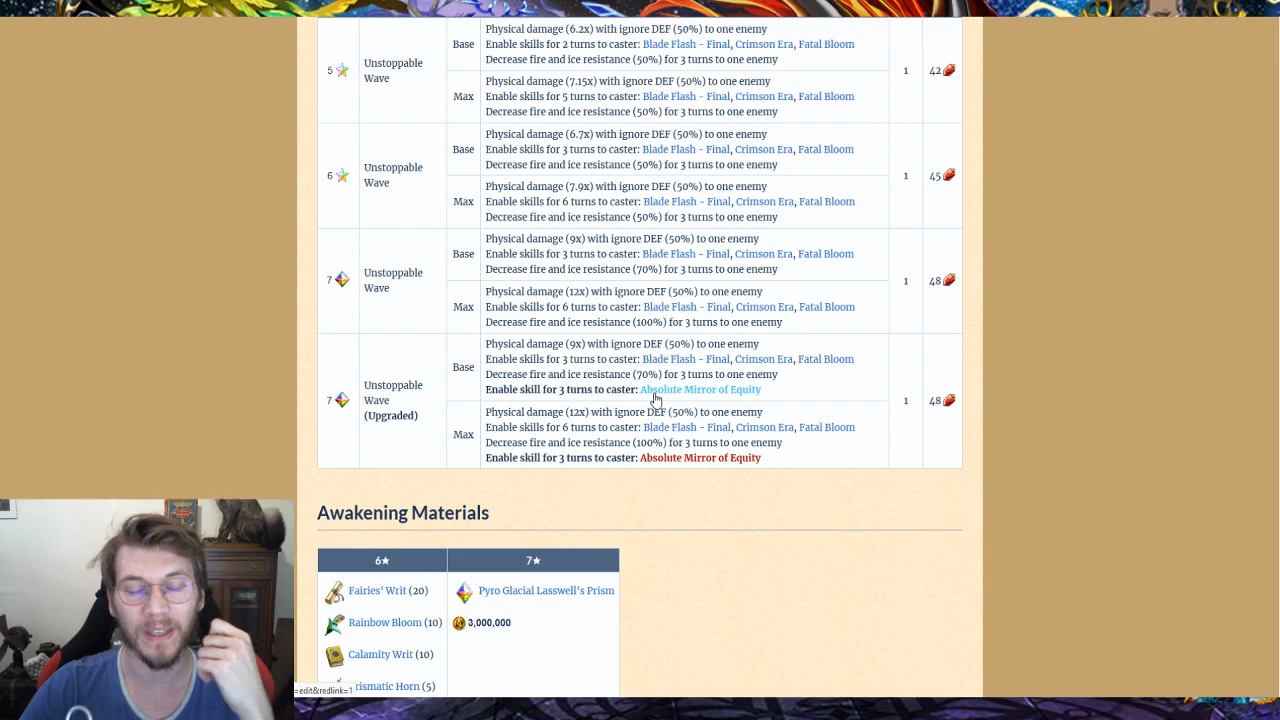 Physical damage (6.2x) with ignore DEF (50%) to one enemy
Base
Enable skills for 2 turns to caster: Blade Flash - Final, Crimson Era, Fatal Bloom
Decrease fire and ice resistance (50%) for 3 turns to one enemy
5
Unstoppable
Wave
1
42
Physical damage (7.15x) with ignore DEF (50%) to one enemy
Max
Enable skills for 5 turns to caster: Blade Flash - Final, Crimson Era, Fatal Bloom
Decrease fire and ice resistance (50%) for 3 turns to one enemy
Physical damage (6.7x) with ignore DEF (50%) to one enemy
Base
Enable skills for 3 turns to caster: Blade Flash - Final, Crimson Era, Fatal Bloom
Decrease fire and ice resistance (50%) for 3 turns to one enemy
6
Unstoppable
Wave
1
45
Physical damage (7.9x) with ignore DEF (50%) to one enemy
Max
Enable skills for 6 turns to caster: Blade Flash - Final, Crimson Era, Fatal Bloom
Decrease fire and ice resistance (50%) for 3 turns to one enemy
Physical damage (9x) with ignore DEF (50%) to one enemy
Base
Enable skills for 3 turns to caster: Blade Flash - Final, Crimson Era, Fatal Bloom
Decrease fire and ice resistance (70%) for 3 turns to one enemy
7
Unstoppable
Wave
1
48
Physical damage (12x) with ignore DEF (50%) to one enemy
Max
Enable skills for 6 turns to caster: Blade Flash - Final, Crimson Era, Fatal Bloom
Decrease fire and ice resistance (100%) for 3 turns to one enemy
Physical damage (9x) with ignore DEF (50%) to one enemy
Base
Enable skills for 3 turns to caster: Blade Flash - Final, Crimson Era, Fatal Bloom
Decrease fire and ice resistance (70%) for 3 turns to one enemy
Enable skill for 3 turns to caster: Absolute Mirror of Equity
7
Unstoppable
Wave
(Upgraded)
1
48
Physical damage (12x) with ignore DEF (50%) to one enemy
Max
Enable skills for 6 turns to caster: Blade Flash - Final, Crimson Era, Fatal Bloom
Decrease fire and ice resistance (100%) for 3 turns to one enemy
Enable skill for 3 turns to caster: Absolute Mirror of Equity
Awakening Materials
6★ 7★
Fairies' Writ (20) Pyro Glacial Lasswell's Prism
Rainbow Bloom (10) 3,000,000
Calamity Writ (10)
rismatic Horn (5)
=edit&redlink=1